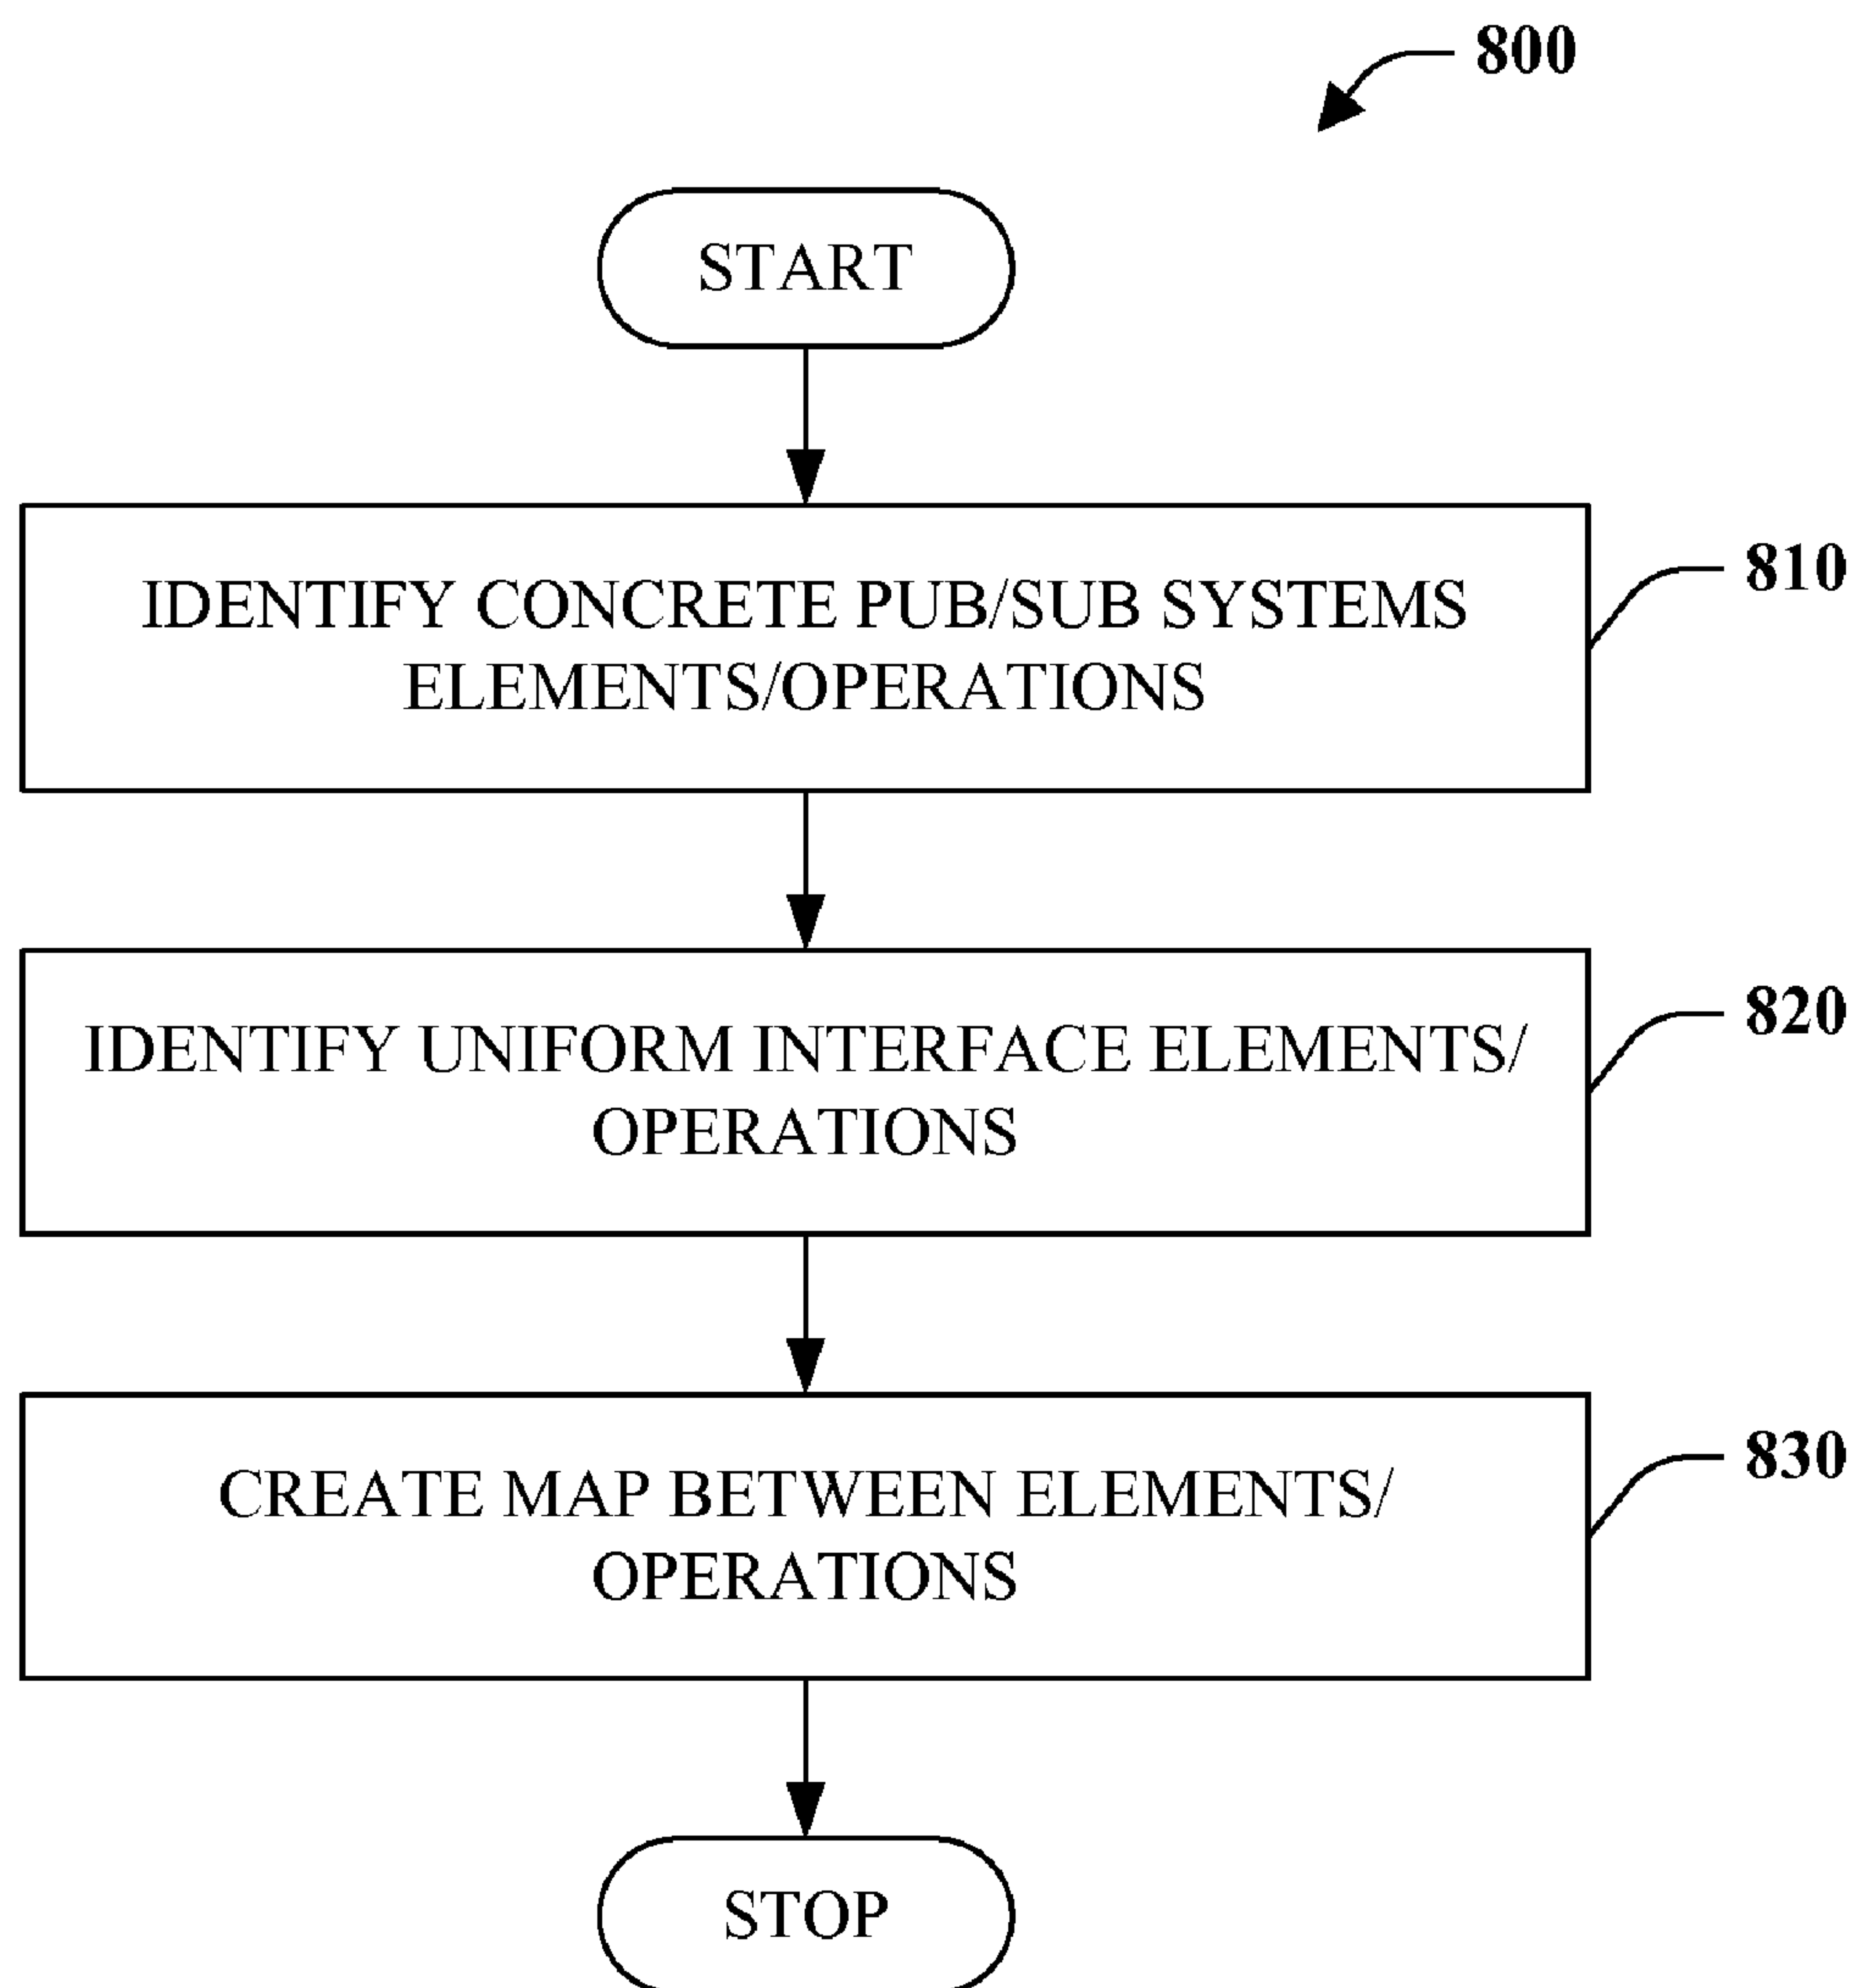 800
START
IDENTIFY CONCRETE PUB/SUB SYSTEMS
ELEMENTS/OPERATIONS
810
IDENTIFY UNIFORM INTERFACE ELEMENTS/
OPERATIONS
820
CREATE MAP BETWEEN ELEMENTS/
OPERATIONS
830
STOP